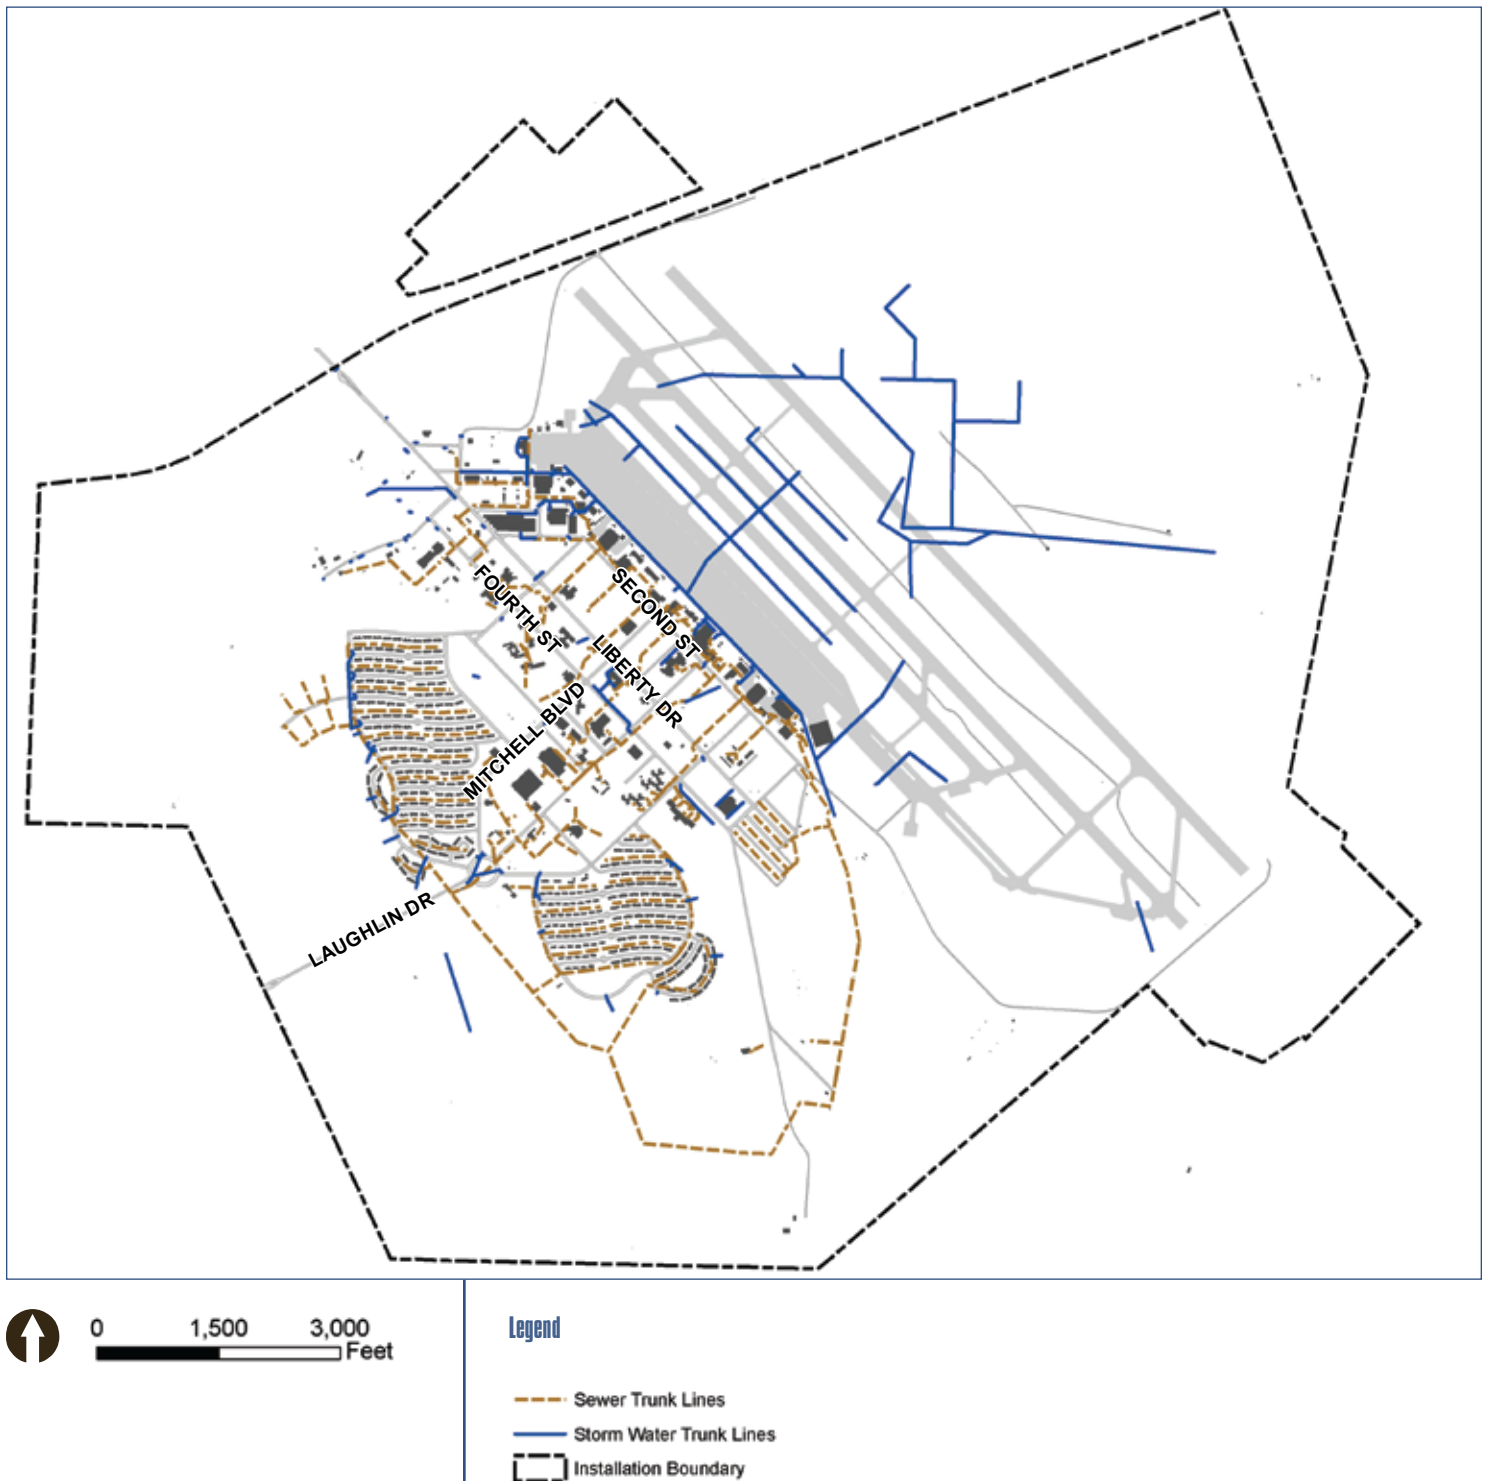 FOURTH ST
SECOND ST
LIBERTY DR
MITCHELL BLVD
LAUGHLIN DR
0 1,500 3,000
Feet
Legend
Sewer Trunk Lines
Storm Water Trunk Lines
Installation Boundary